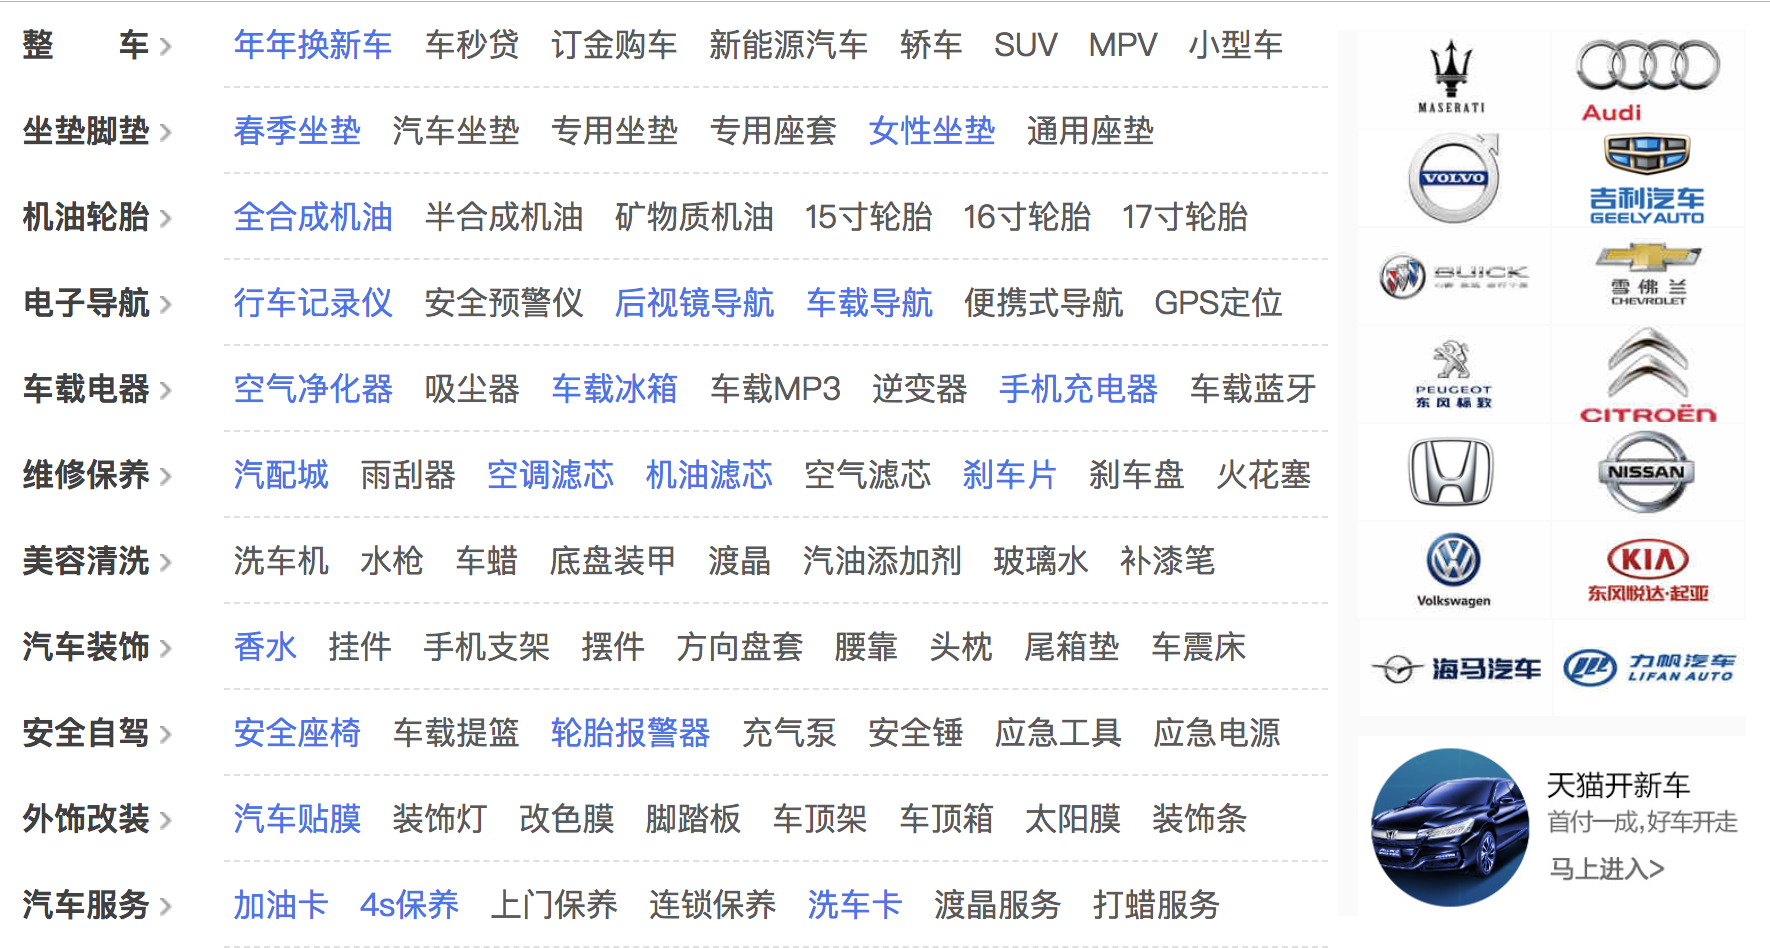 整 车 > 年年换新车 车秒贷 订金购车 新能源汽车 轿车 SUV MPV 小型车
坐垫脚垫 > 春季坐垫 汽车坐垫 专用坐垫 专用座套 女性坐垫 通用座垫
机油轮胎 > 全合成机油 半合成机油 矿物质机油 15寸轮胎 16寸轮胎 17寸轮胎
电子导航 > 行车记录仪 安全预警仪 后视镜导航 车载导航 便携式导航 GPS定位
车载电器 > 空气净化器 吸尘器 车载冰箱 车载MP3 逆变器 手机充电器 车载蓝牙
维修保养 > 汽配城 雨刮器 空调滤芯 机油滤芯 空气滤芯 刹车片 刹车盘 火花塞
美容清洗 > 洗车机 水枪 车蜡 底盘装甲 渡晶 汽油添加剂 玻璃水 补漆笔
汽车装饰 > 香水 挂件 手机支架 摆件 方向盘套 腰靠 头枕 尾箱垫 车震床
安全自驾 > 安全座椅 车载提篮 轮胎报警器 充气泵 安全锤 应急工具 应急电源
外饰改装 > 汽车贴膜 装饰灯 改色膜 脚踏板 车顶架 车顶箱 太阳膜 装饰条
汽车服务 > 加油卡 4s保养 上门保养 连锁保养 洗车卡 渡晶服务 打蜡服务
MASERATI
Audi
VOLVO
吉利汽车
GEELY AUTO
BUICK
雪佛兰
CHEVROLET
PEUGEOT
东风标致
CITROËN
NISSAN
Volkswagen
KIA
东风悦达·起亚
海马汽车
力帆汽车
LIFAN AUTO
天猫开新车
首付一成,好车开走
马上进入>